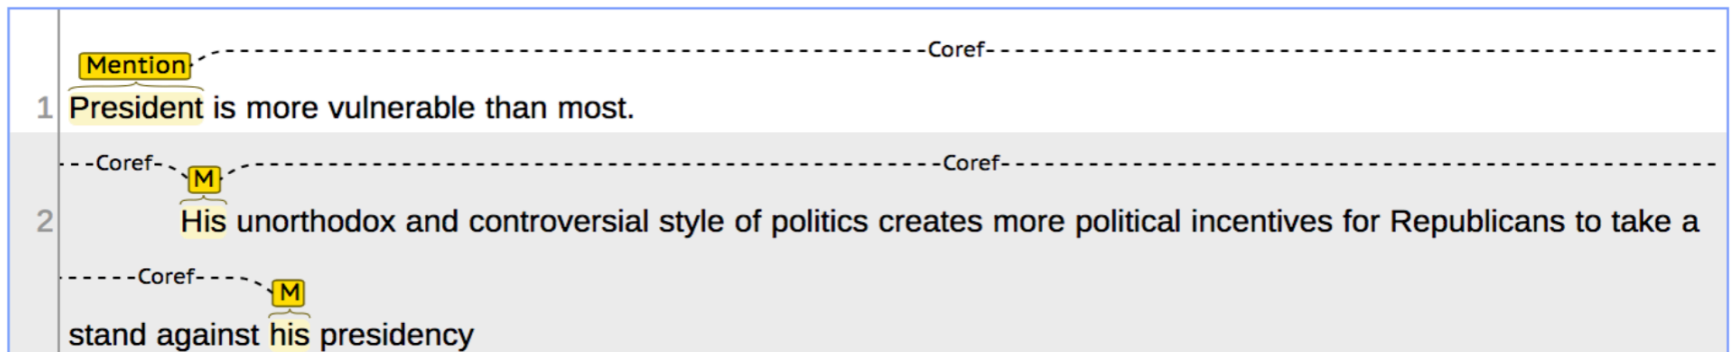 Coref
Mention
1 President is more vulnerable than most.
Coref M Coref
2 His unorthodox and controversial style of politics creates more political incentives for Republicans to take a
Coref M
stand against his presidency